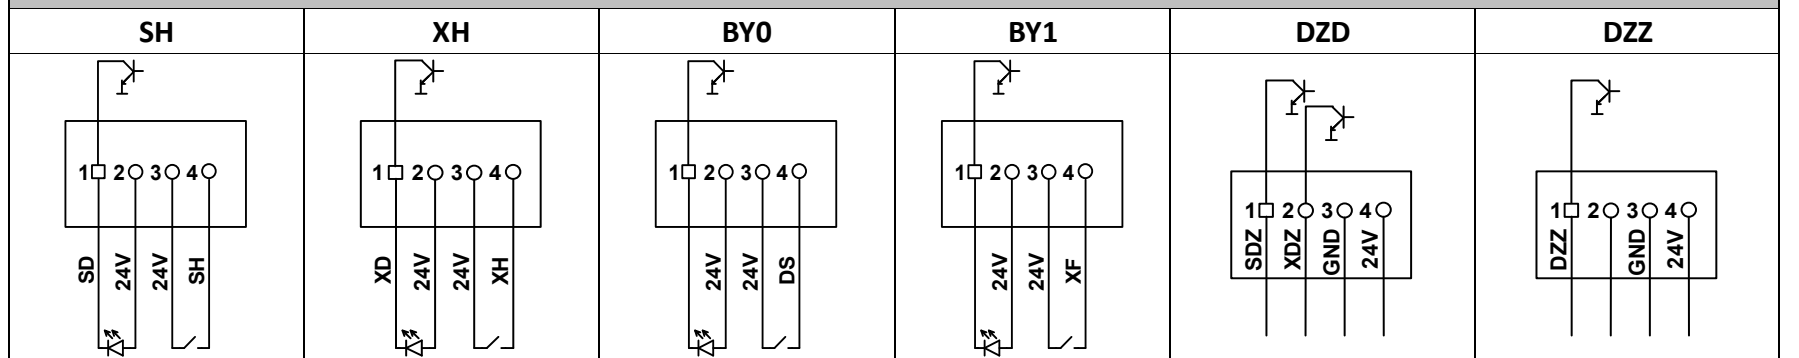 SH XH BY0 BY1 DZD DZZ
1 2 3 4 1 2 3 4 1 2 3 4 1 2 3 4 1 2 3 4 1 2 3 4
SD 24V 24V SH XD 24V 24V XH 24V 24V DS 24V 24V XF SDZ XDZ GND 24V DZZ GND 24V